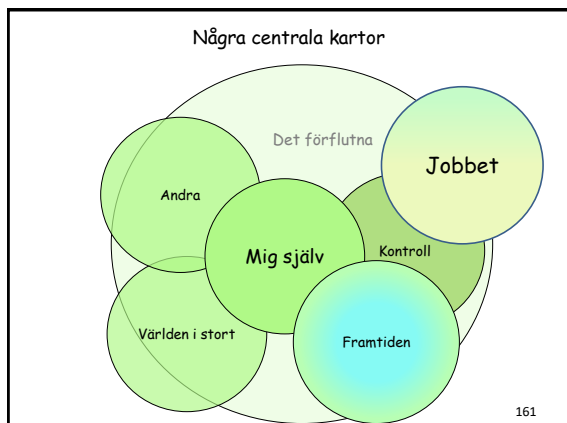 Några centrala kartor
Det förflutna
Jobbet
Andra
Mig själv
Kontroll
Världen i stort
Framtiden
161